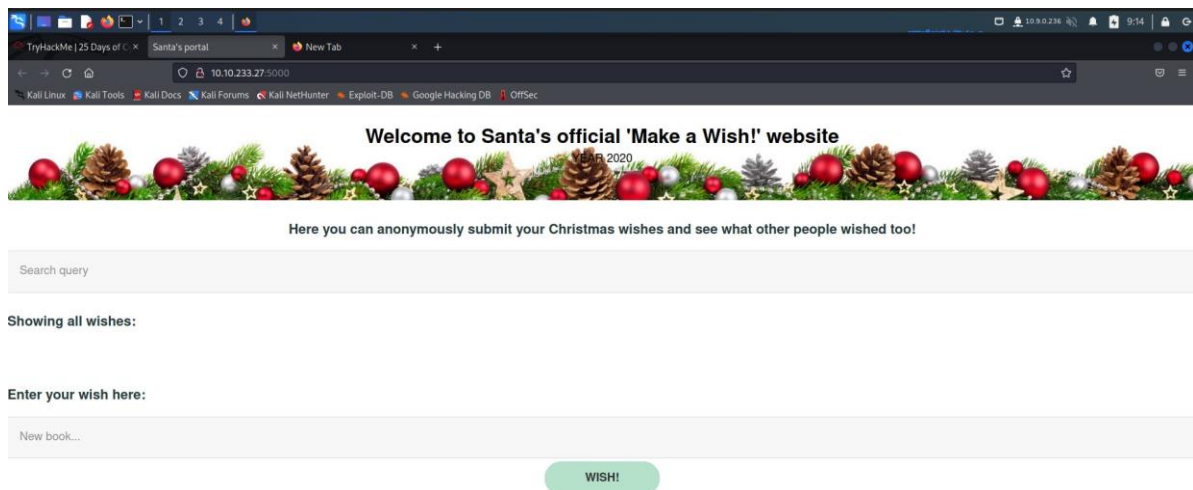 1 2 3 4
10.9.0.236
9:14
TryHackMe | 25 Days of C
Santa's portal
New Tab
10.10.233.27:5000
Kali Linux
Kali Tools
Kali Docs
Kali Forums
Kali NetHunter
Exploit-DB
Google Hacking DB
OffSec
Welcome to Santa's official 'Make a Wish!' website
YEAR 2020
Here you can anonymously submit your Christmas wishes and see what other people wished too!
Search query
Showing all wishes:
Enter your wish here:
New book...
WISH!